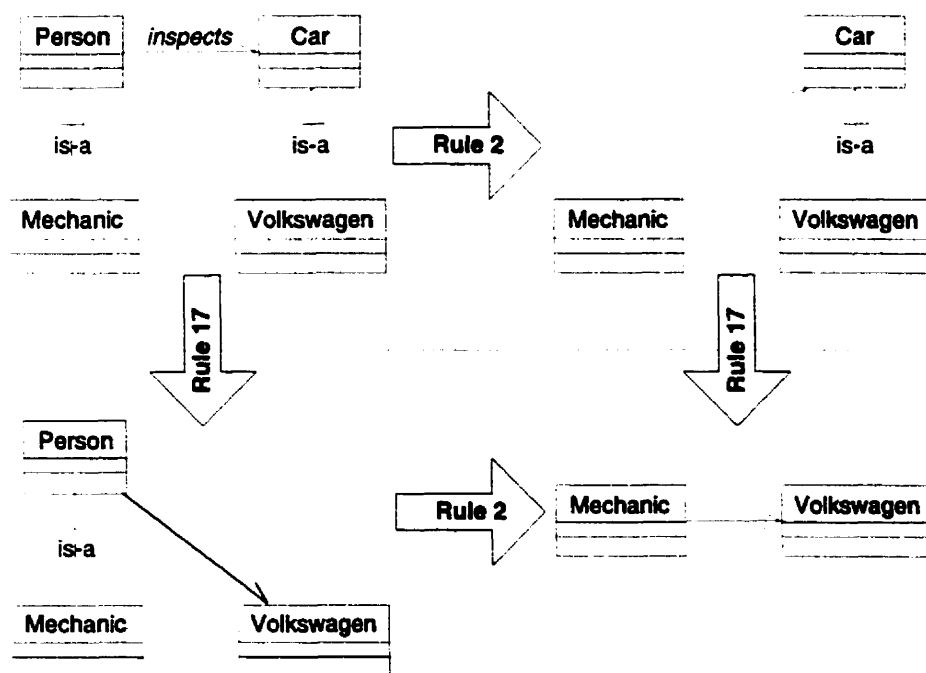 Person inspects Car Car
is-a is-a Rule 2 is-a
Mechanic Volkswagen Mechanic Volkswagen
Rule 17 Rule 17
Person
Rule 2 Mechanic Volkswagen
is-a
Mechanic Volkswagen